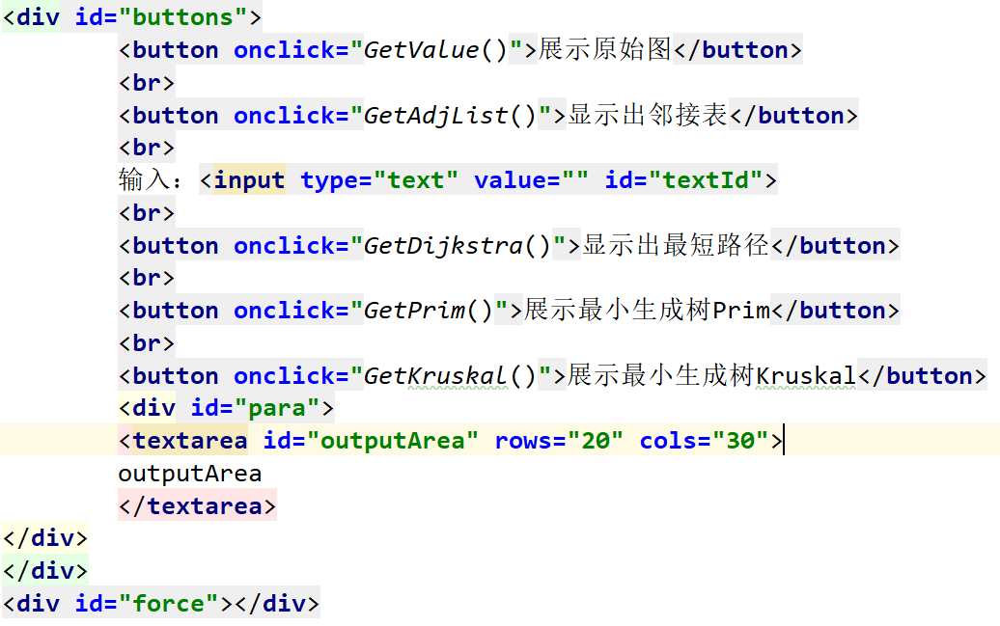 <div id="buttons">
<button onclick="GetValue()">展示原始图</button>
<br>
<button onclick="GetAdjList()">显示出邻接表</button>
<br>
输入：<input type="text" value="" id="textId">
<br>
<button onclick="GetDijkstra()">显示出最短路径</button>
<br>
<button onclick="GetPrim()">展示最小生成树Prim</button>
<br>
<button onclick="GetKruskal()">展示最小生成树Kruskal</button>
<div id="para">
<textarea id="outputArea" rows="20" cols="30">
outputArea
</textarea>
</div>
</div>
<div id="force"></div>